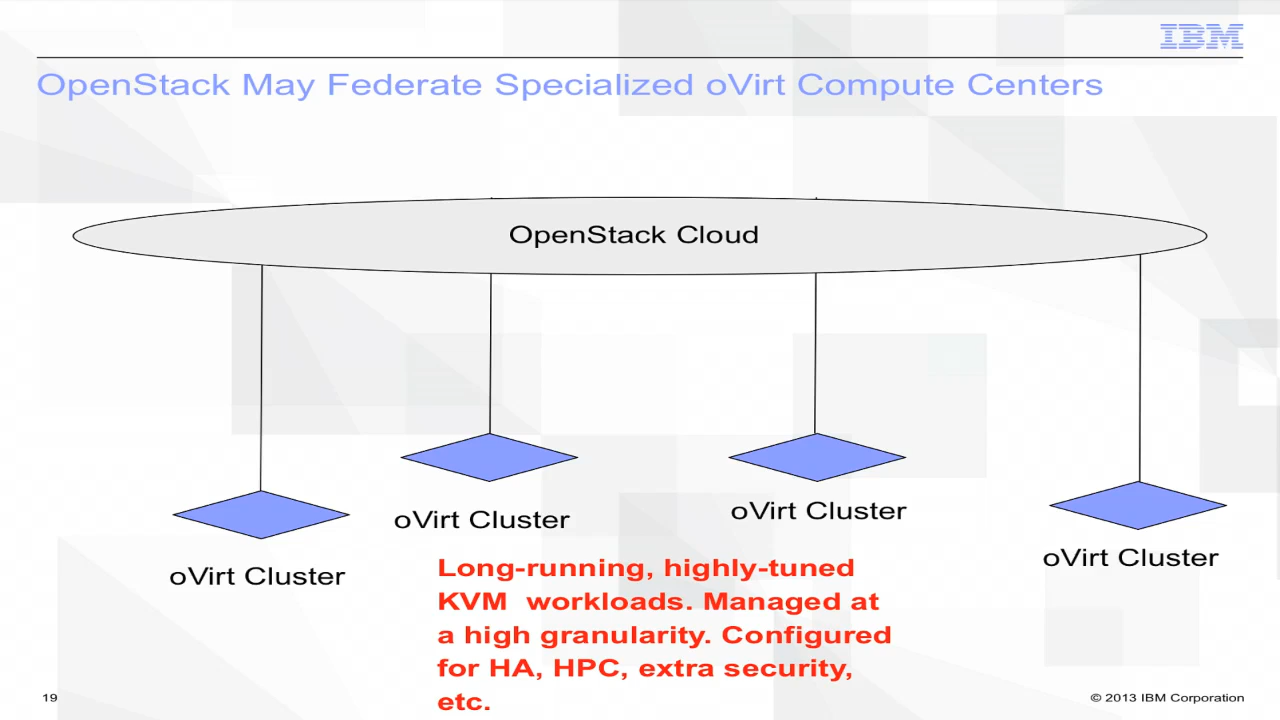 IBM
OpenStack May Federate Specialized oVirt Compute Centers
OpenStack Cloud
oVirt Cluster
oVirt Cluster
oVirt Cluster
oVirt Cluster
Long-running, highly-tuned
KVM workloads. Managed at
a high granularity. Configured
for HA, HPC, extra security,
etc.
19
© 2013 IBM Corporation